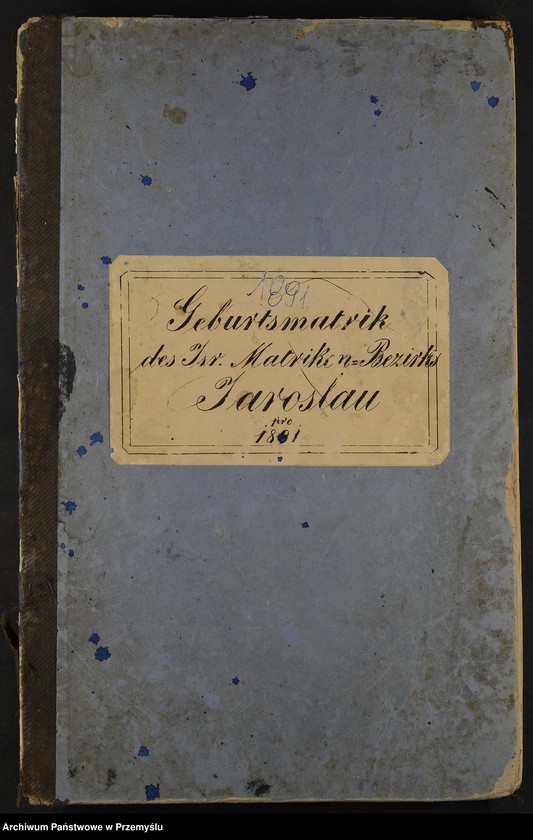 1891
Geburtsmatrik
des Isr. Matriken=Bezirks
Jaroslau
pro
1891
Archiwum Państwowe w Przemyślu